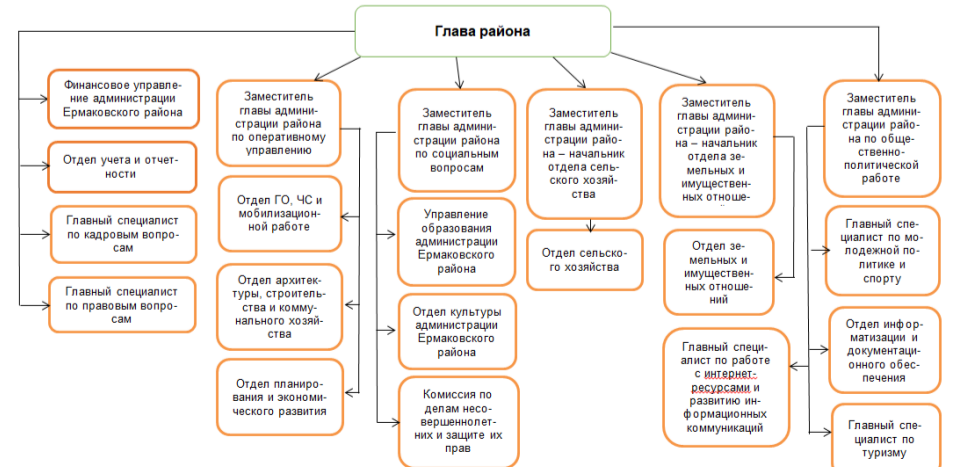 Глава района
Финансовое управле-
ние администрации
Ермаковского района
Отдел учета и отчет-
ности
Главный специалист
по кадровым вопро-
сам
Главный специалист
по правовым вопро-
сам
Заместитель
главы админи-
страции района
по оперативному
управлению
Отдел ГО, ЧС и
мобилизацион-
ной работе
Отдел архитек-
туры, строитель-
ства и комму-
нального хозяй-
ства
Отдел планиро-
вания и экономи-
ческого развития
Заместитель
главы админи-
страции района
по социальным
вопросам
Управление
образования
администрации
Ермаковского
района
Отдел культуры
администрации
Ермаковского
района
Комиссия по
делам несо-
вершеннолет-
них и защите их
прав
Заместитель
главы админи-
страции райо-
на – начальник
отдела сель-
ского хозяй-
ства
Отдел сельско-
го хозяйства
Заместитель
главы админи-
страции райо-
на – начальник
отдела зе-
мельных и
имуществен-
ных отноше-
Отдел зе-
мельных и
имуществен-
ных отноше-
ний
Главный специ-
алист по работе
с интернет-
ресурсами и
развитию ин-
формационных
коммуникаций
Заместитель
главы админи-
страции райо-
на по обще-
ственно-
политической
работе
Главный спе-
циалист по мо-
лодежной по-
литике и
спорту
Отдел инфор-
матизации и
документаци-
онного обес-
печения
Главный спе-
циалист по
туризму